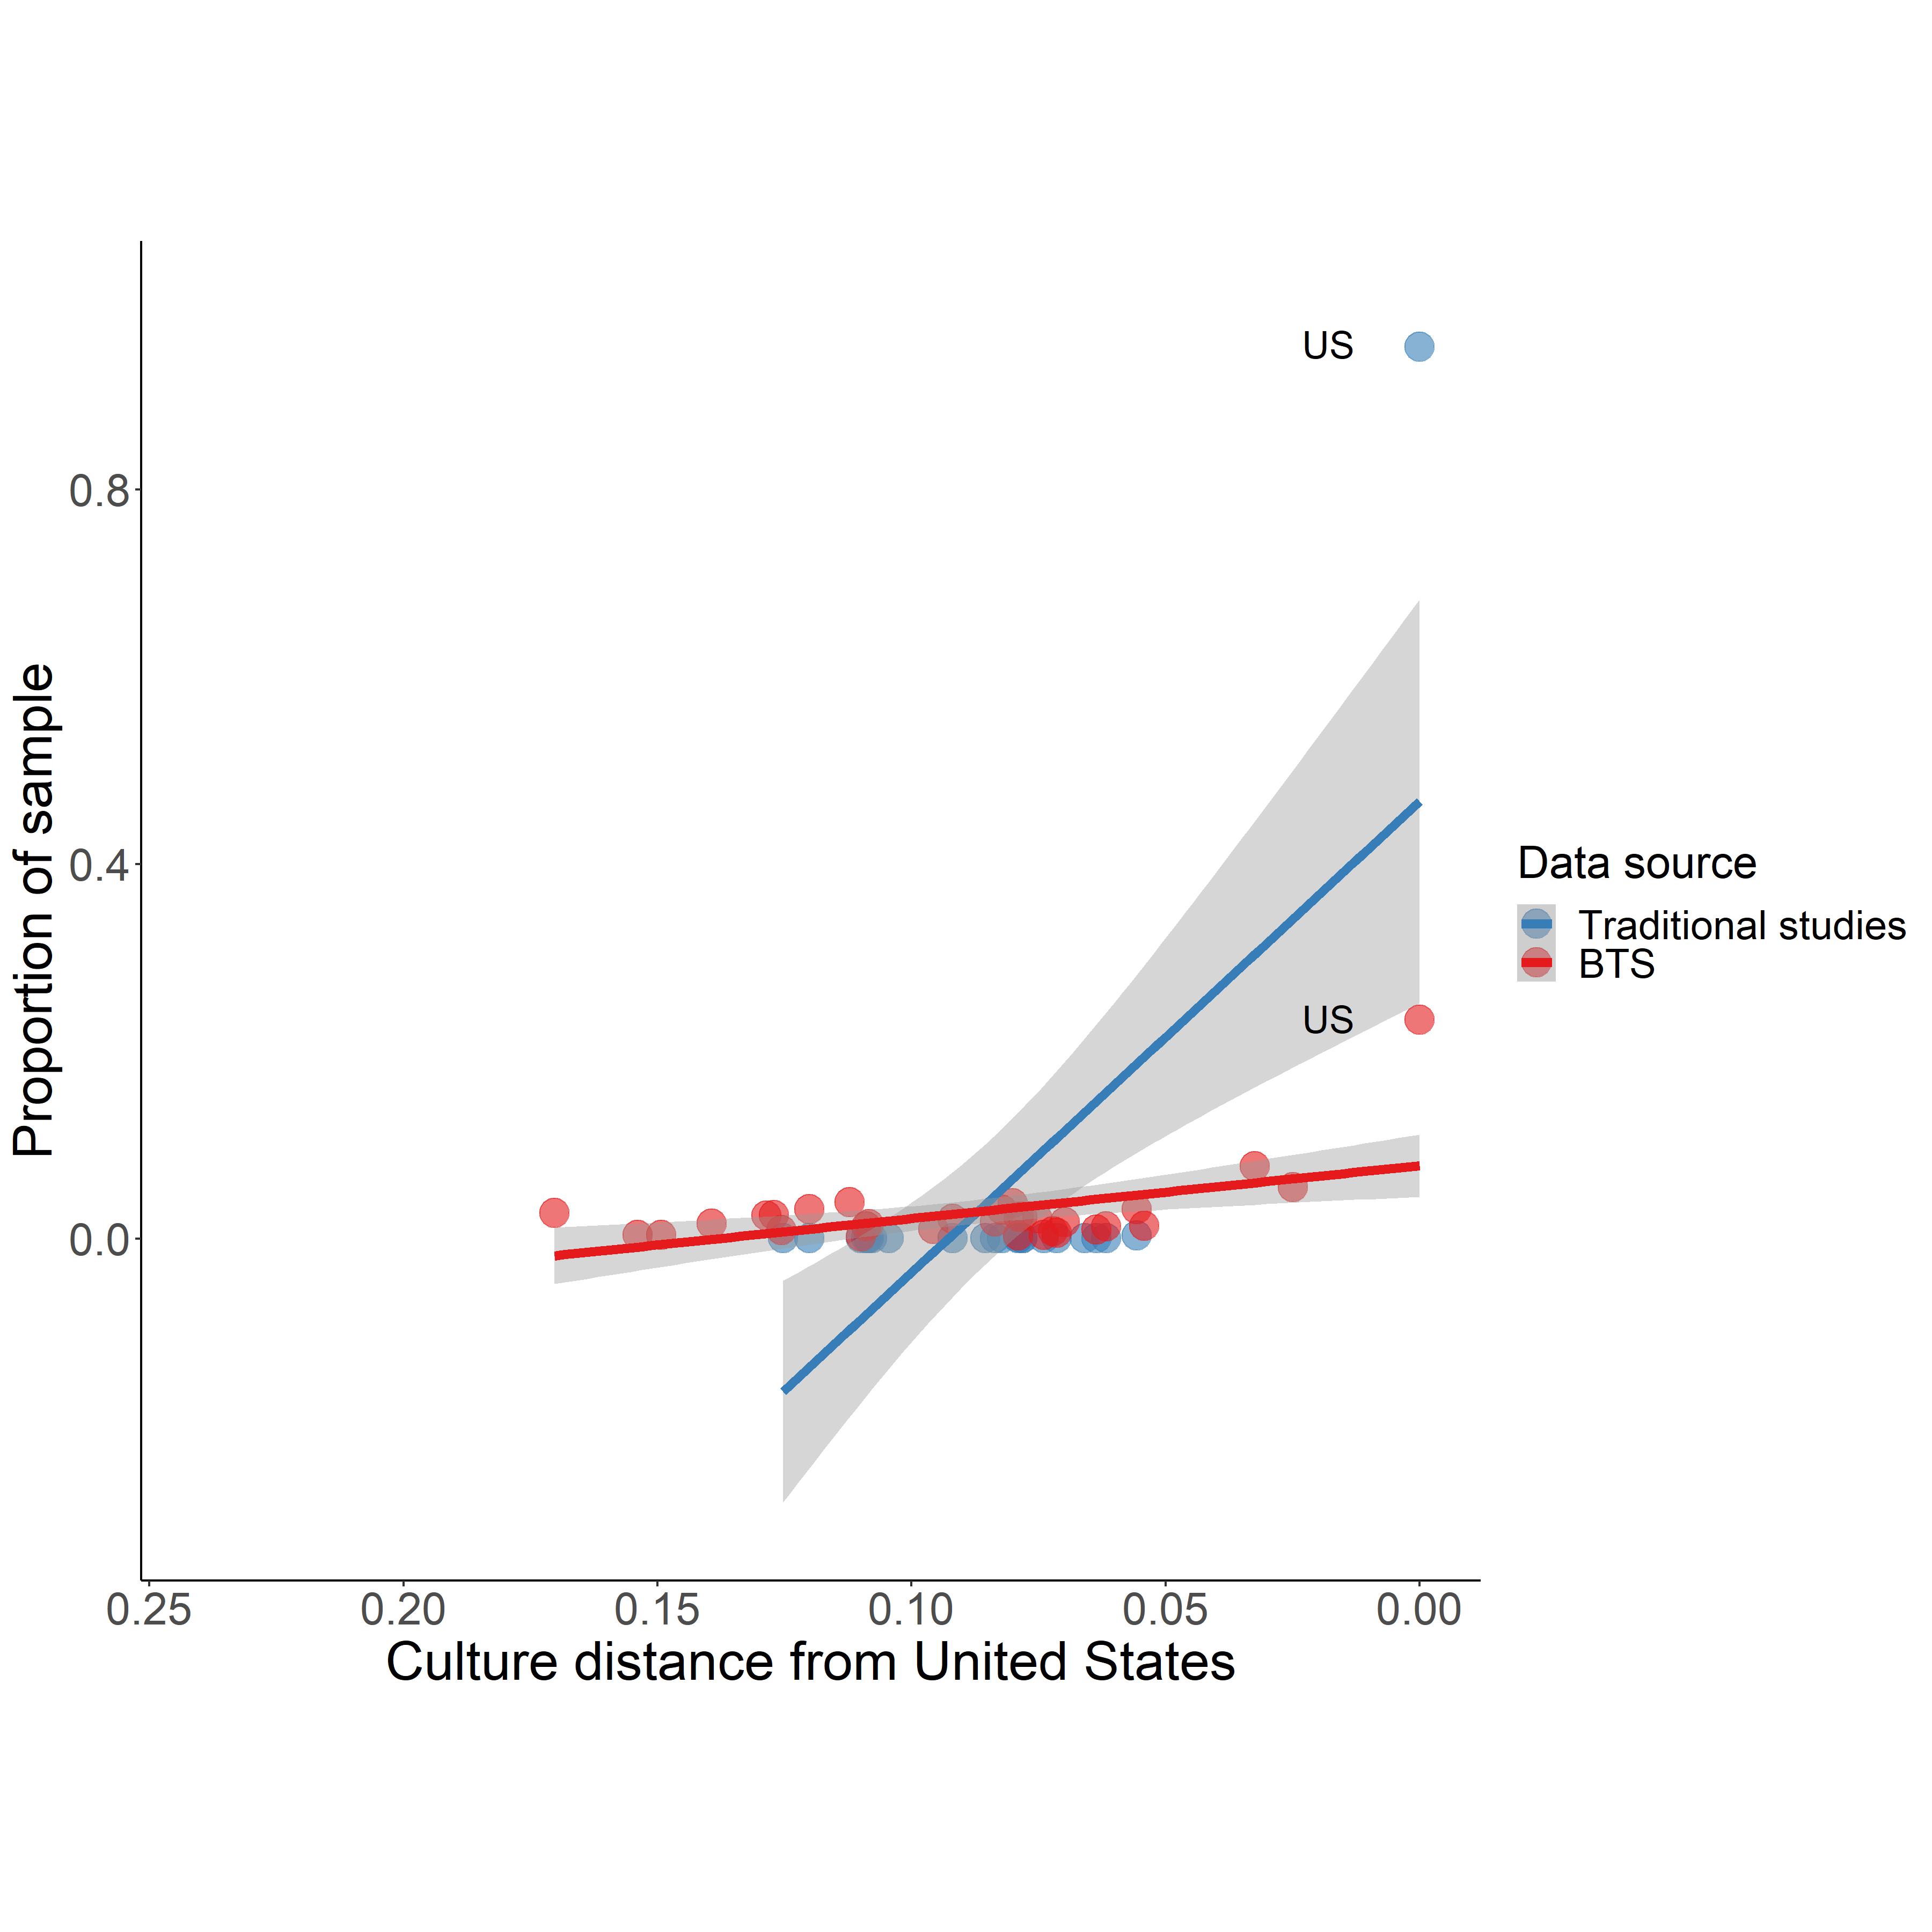 US
0.8
Proportion of sample
0.4
Data source
Traditional studies
BTS
US
0.0
0.25 0.20 0.15 0.10 0.05 0.00
Culture distance from United States